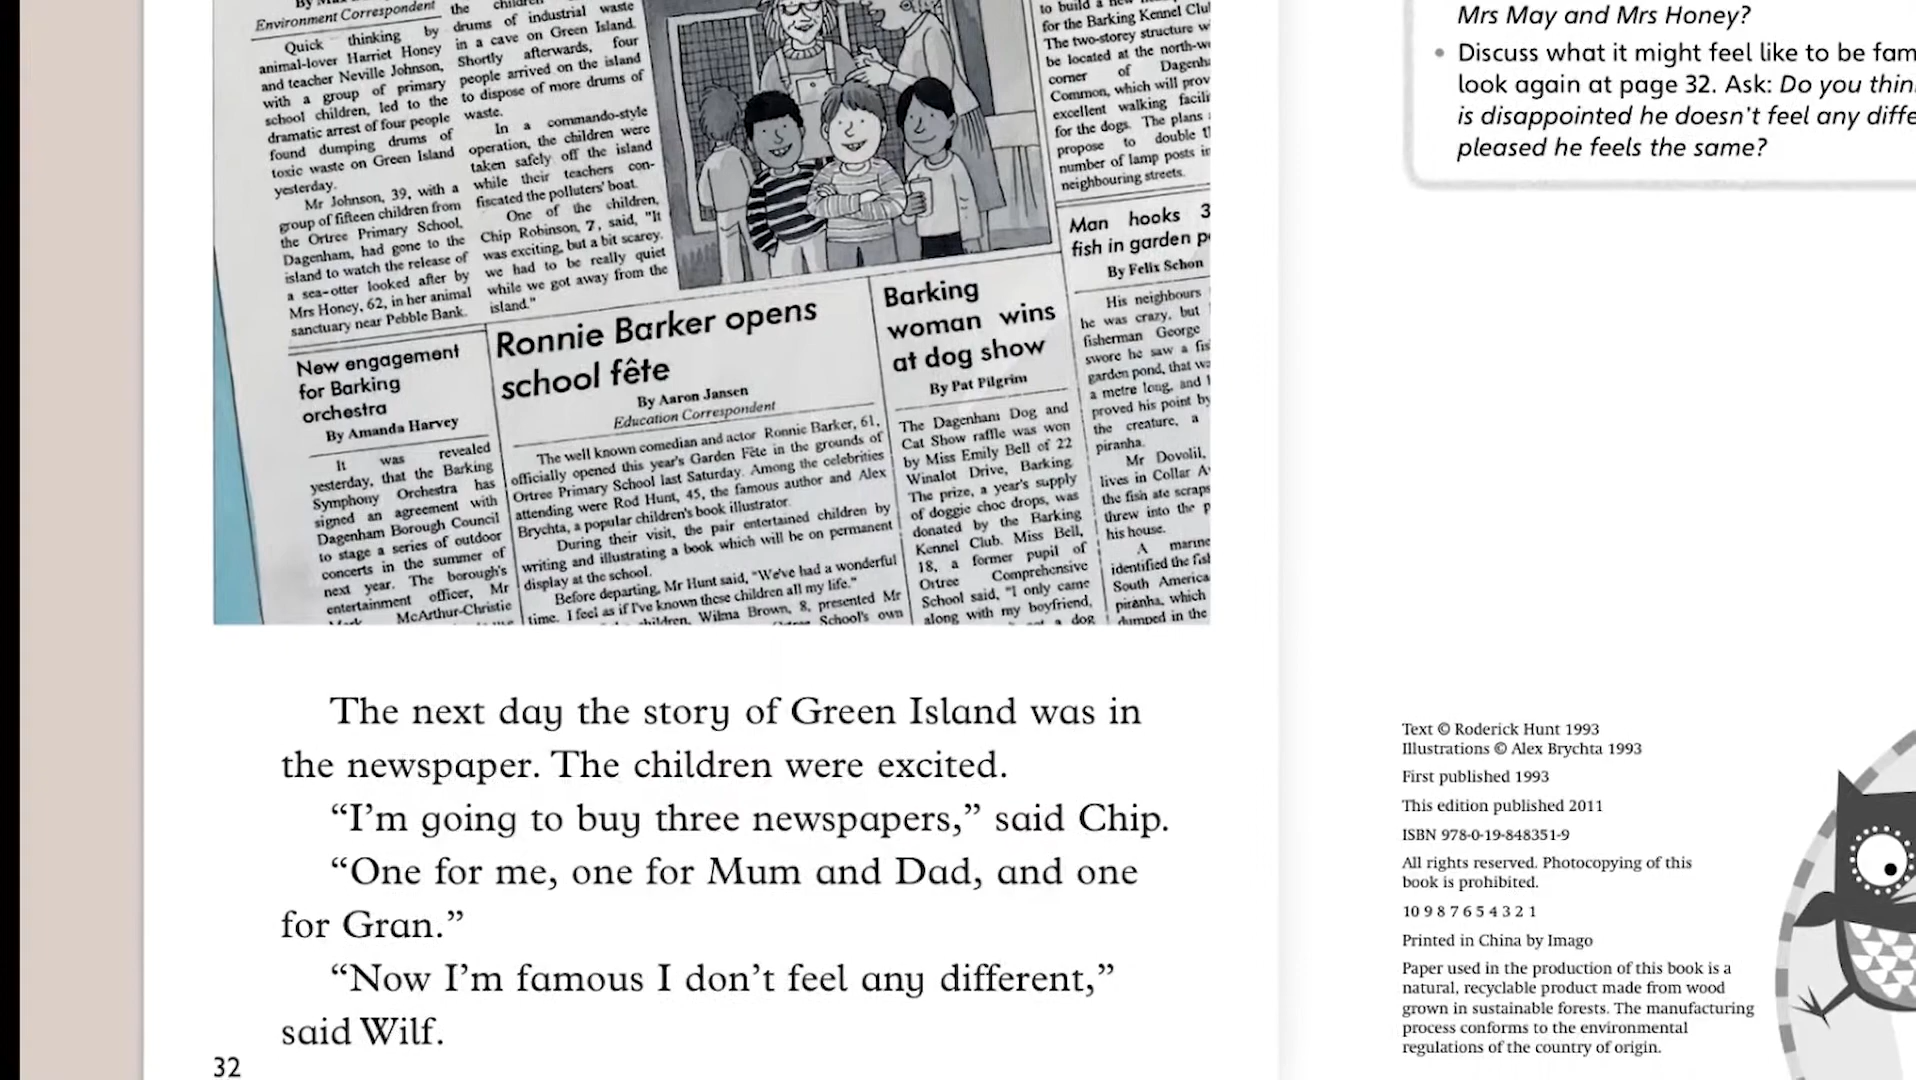 Environment Correspondent
Quick thinking by
animal-lover Harriet Honey
and teacher Neville Johnson,
with a group of primary
school children, led to the
dramatic arrest of four people
found dumping drums of
toxic waste on Green Island
yesterday.
Mr Johnson, 39, with a
group of fifteen children from
the Ortree Primary School,
Dagenham, had gone to the
island to watch the release of
a sea-otter looked after by
Mrs Honey, 62, in her animal
sanctuary near Pebble Bank.
the children
drums of industrial waste
in a cave on Green Island.
Shortly afterwards, four
people arrived on the island
to dispose of more drums of
waste.
In a commando-style
operation, the children were
taken safely off the island
while their teachers con-
fiscated the polluters' boat.
One of the children,
Chip Robinson, 7, said, "It
was exciting, but a bit scarey.
we had to be really quiet
while we got away from the
island."
to build a new
for the Barking Kennel Clu
The two-storey structure w
be located at the north-w
corner of Dagenh
Common, which will prov
excellent walking facili
for the dogs. The plans
propose to double t
number of lamp posts in
neighbouring streets.
New engagement
for Barking
orchestra
By Amanda Harvey
It was revealed
yesterday, that the Barking
Symphony Orchestra has
signed an agreement with
Dagenham Borough Council
to stage a series of outdoor
concerts in the summer of
next year. The borough's
entertainment officer, Mr
McArthur-Christie
Ronnie Barker opens
school fête
By Aaron Jansen
Education Correspondent
The well known comedian and actor Ronnie Barker, 61,
officially opened this year's Garden Fête in the grounds of
Ortree Primary School last Saturday. Among the celebrities
attending were Rod Hunt, 45, the famous author and Alex
Brychta, a popular children's book illustrator.
During their visit, the pair entertained children by
writing and illustrating a book which will be on permanent
display at the school.
Before departing, Mr Hunt said, "We've had a wonderful
time. I feel as if I've known these children all my life."
children, Wilma Brown, 8, presented Mr
School's own
Barking
woman wins
at dog show
By Pat Pilgrim
The Dagenham Dog and
Cat Show raffle was won
by Miss Emily Bell of 22
Winalot Drive, Barking.
The prize, a year's supply
of doggie choc drops, was
donated by the Barking
Kennel Club. Miss Bell,
18, a former pupil of
Ortree Comprehensive
School said, "I only came
along with my boyfriend,
a dog
Man hooks 3
fish in garden p
By Felix Schon
His neighbours
he was crazy, but
fisherman George
swore he saw a fis
garden pond, that wa
a metre long, and
proved his point by
the creature, a
piranha.
Mr Dovolil,
lives in Collar A
the fish ate scraps
threw into the p
his house.
A marine
identified the fish
South America
piranha, which
dumped in the
The next day the story of Green Island was in
the newspaper. The children were excited.
“I’m going to buy three newspapers,” said Chip.
“One for me, one for Mum and Dad, and one
for Gran.”
“Now I’m famous I don’t feel any different,”
said Wilf.
32
Mrs May and Mrs Honey?
• Discuss what it might feel like to be fam
look again at page 32. Ask: Do you thin
is disappointed he doesn't feel any diffe
pleased he feels the same?
Text © Roderick Hunt 1993
Illustrations © Alex Brychta 1993
First published 1993
This edition published 2011
ISBN 978-0-19-848351-9
All rights reserved. Photocopying of this
book is prohibited.
10 9 8 7 6 5 4 3 2 1
Printed in China by Imago
Paper used in the production of this book is a
natural, recyclable product made from wood
grown in sustainable forests. The manufacturing
process conforms to the environmental
regulations of the country of origin.